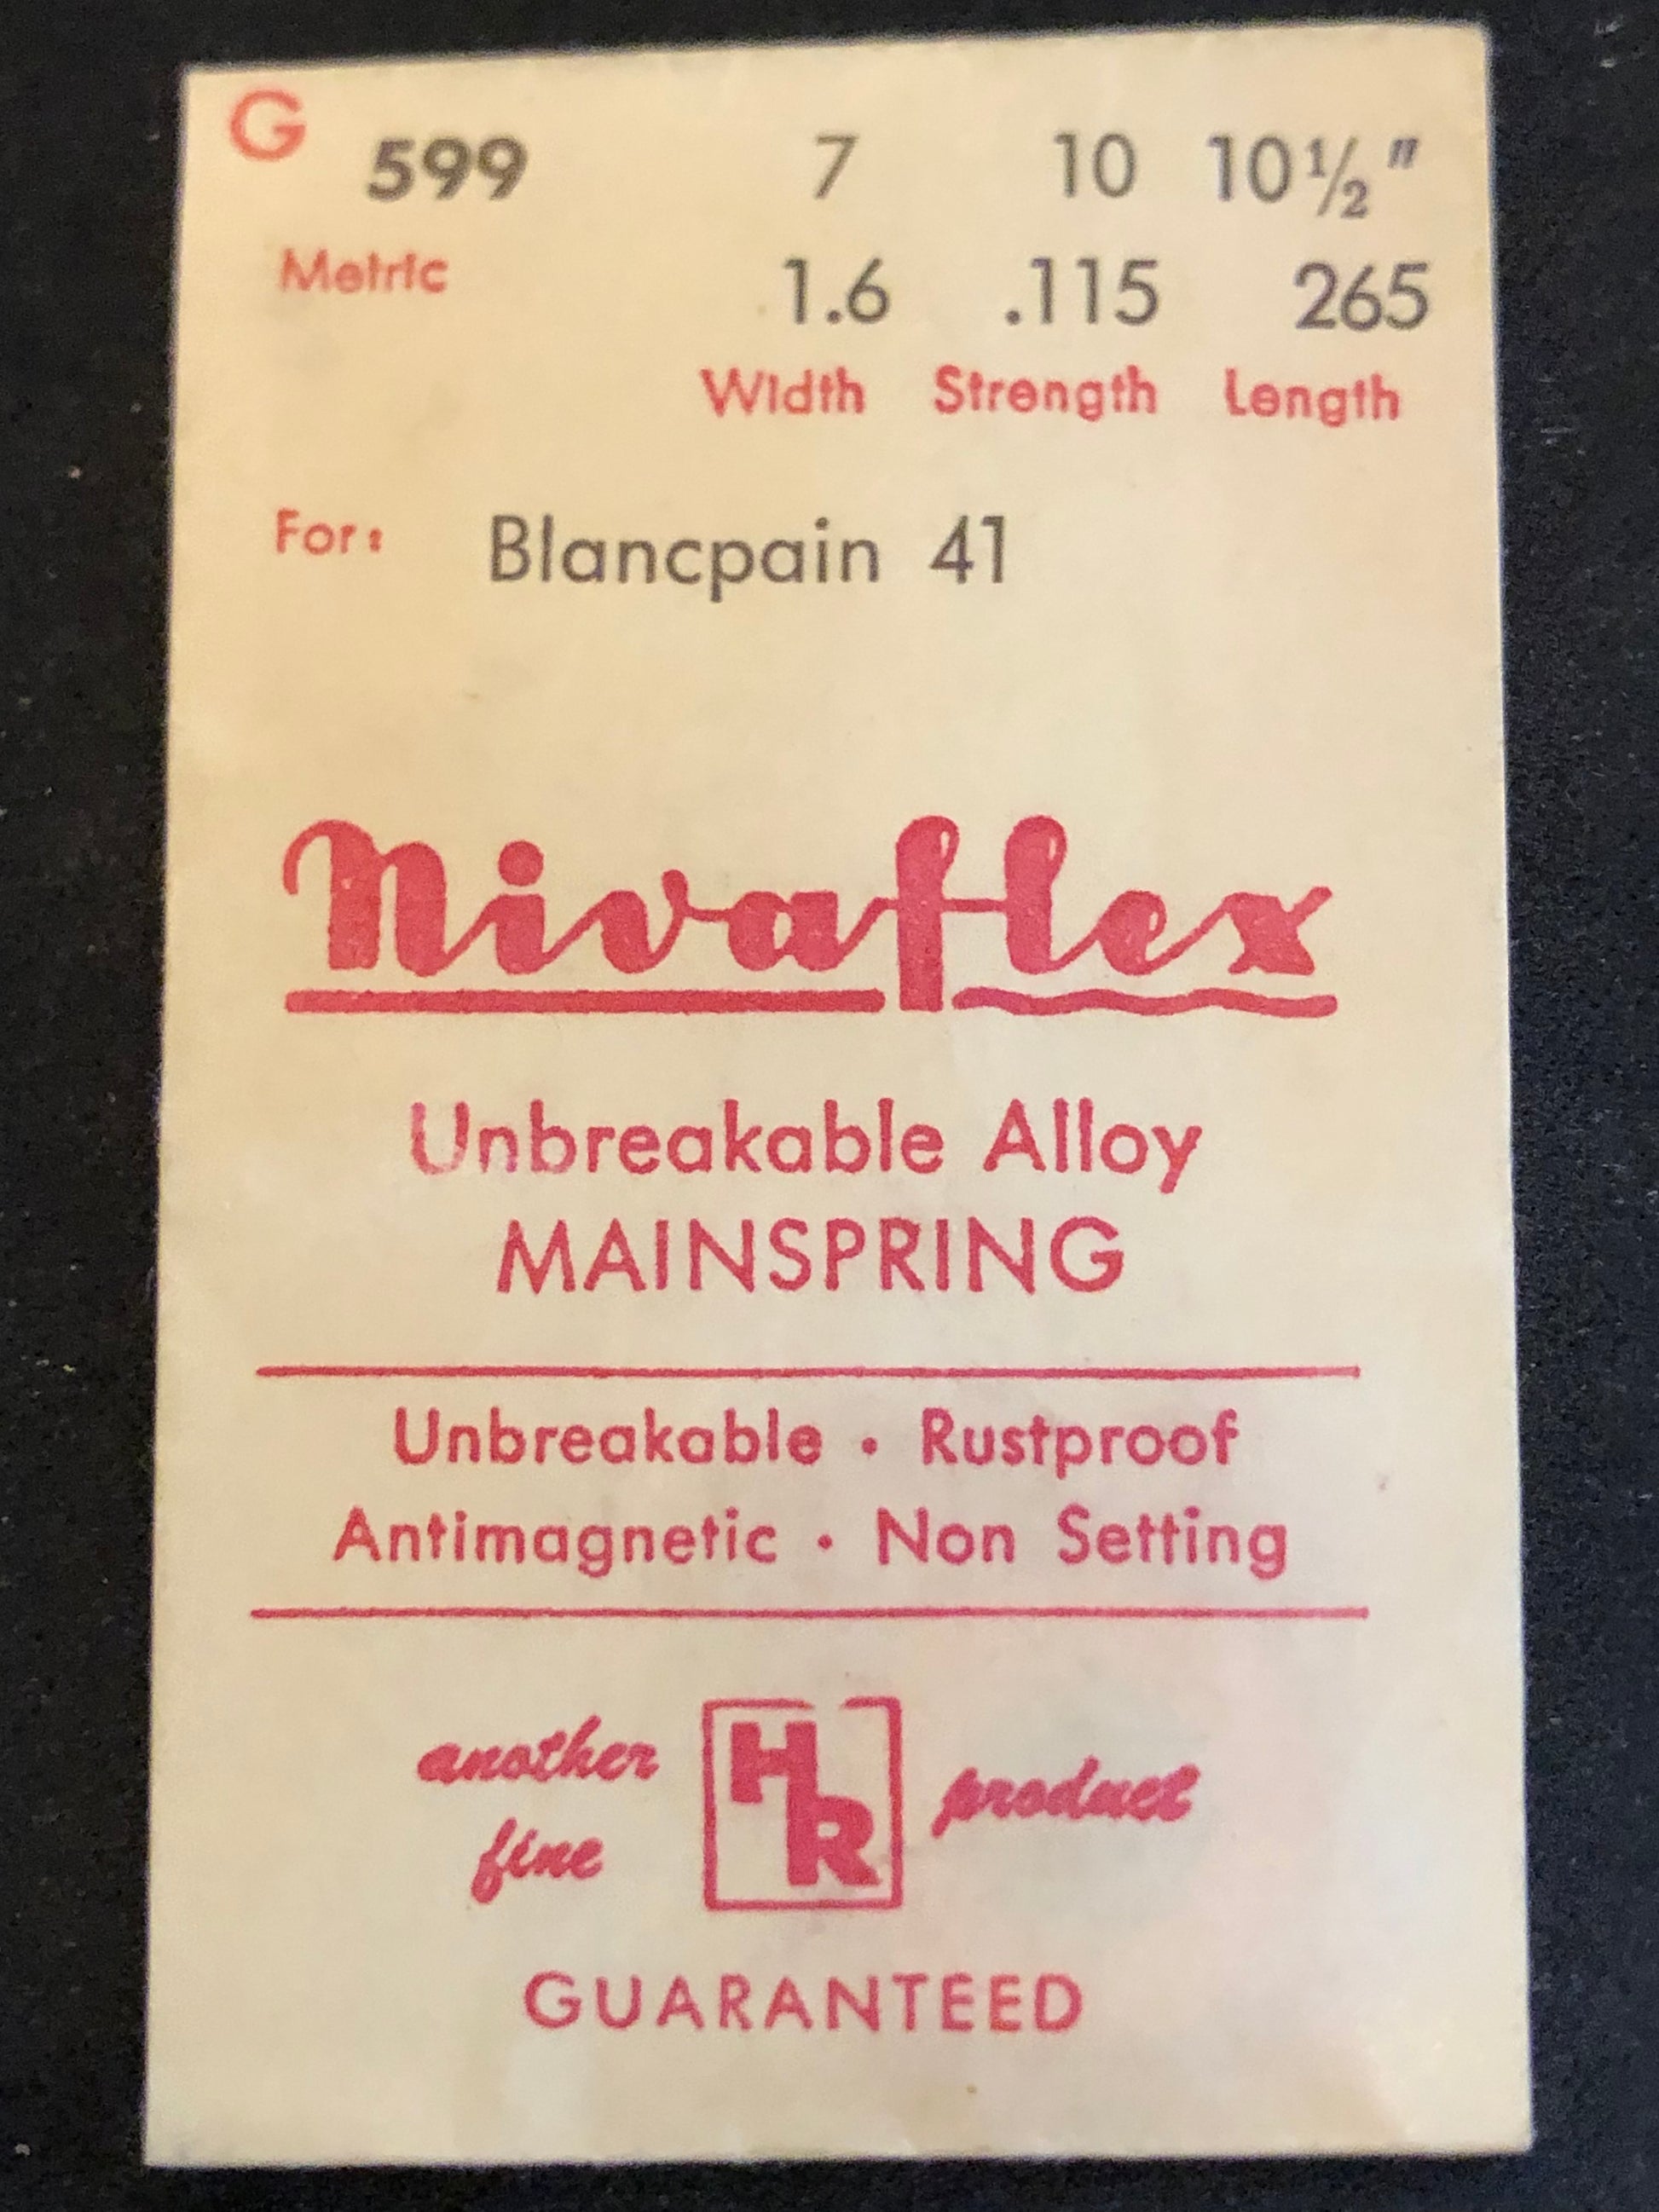 G 599 7 10 10½"
Metric 1.6 .115 265
Width Strength Length
For: Blancpain 41
Nivaflex
Unbreakable Alloy
MAINSPRING
Unbreakable • Rustproof
Antimagnetic • Non Setting
another fine HR product
GUARANTEED